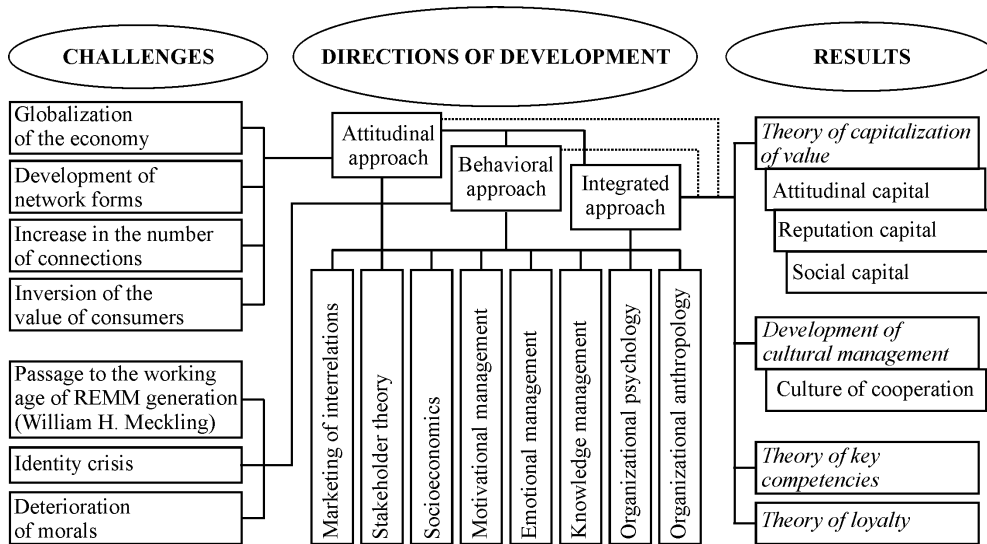 CHALLENGES
Globalization
of the economy
Development of
network forms
Increase in the number
of connections
Inversion of the
value of consumers
Passage to the working
age of REMM generation
(William H. Meckling)
Identity crisis
Deterioration
of morals
DIRECTIONS OF DEVELOPMENT
Attitudinal
approach
Behavioral
approach
Integrated
approach
Marketing of interrelations
Stakeholder theory
Socioeconomics
Motivational management
Emotional management
Knowledge management
Organizational psychology
Organizational anthropology
RESULTS
Theory of capitalization
of value
Attitudinal capital
Reputation capital
Social capital
Development of
cultural management
Culture of cooperation
Theory of key
competencies
Theory of loyalty